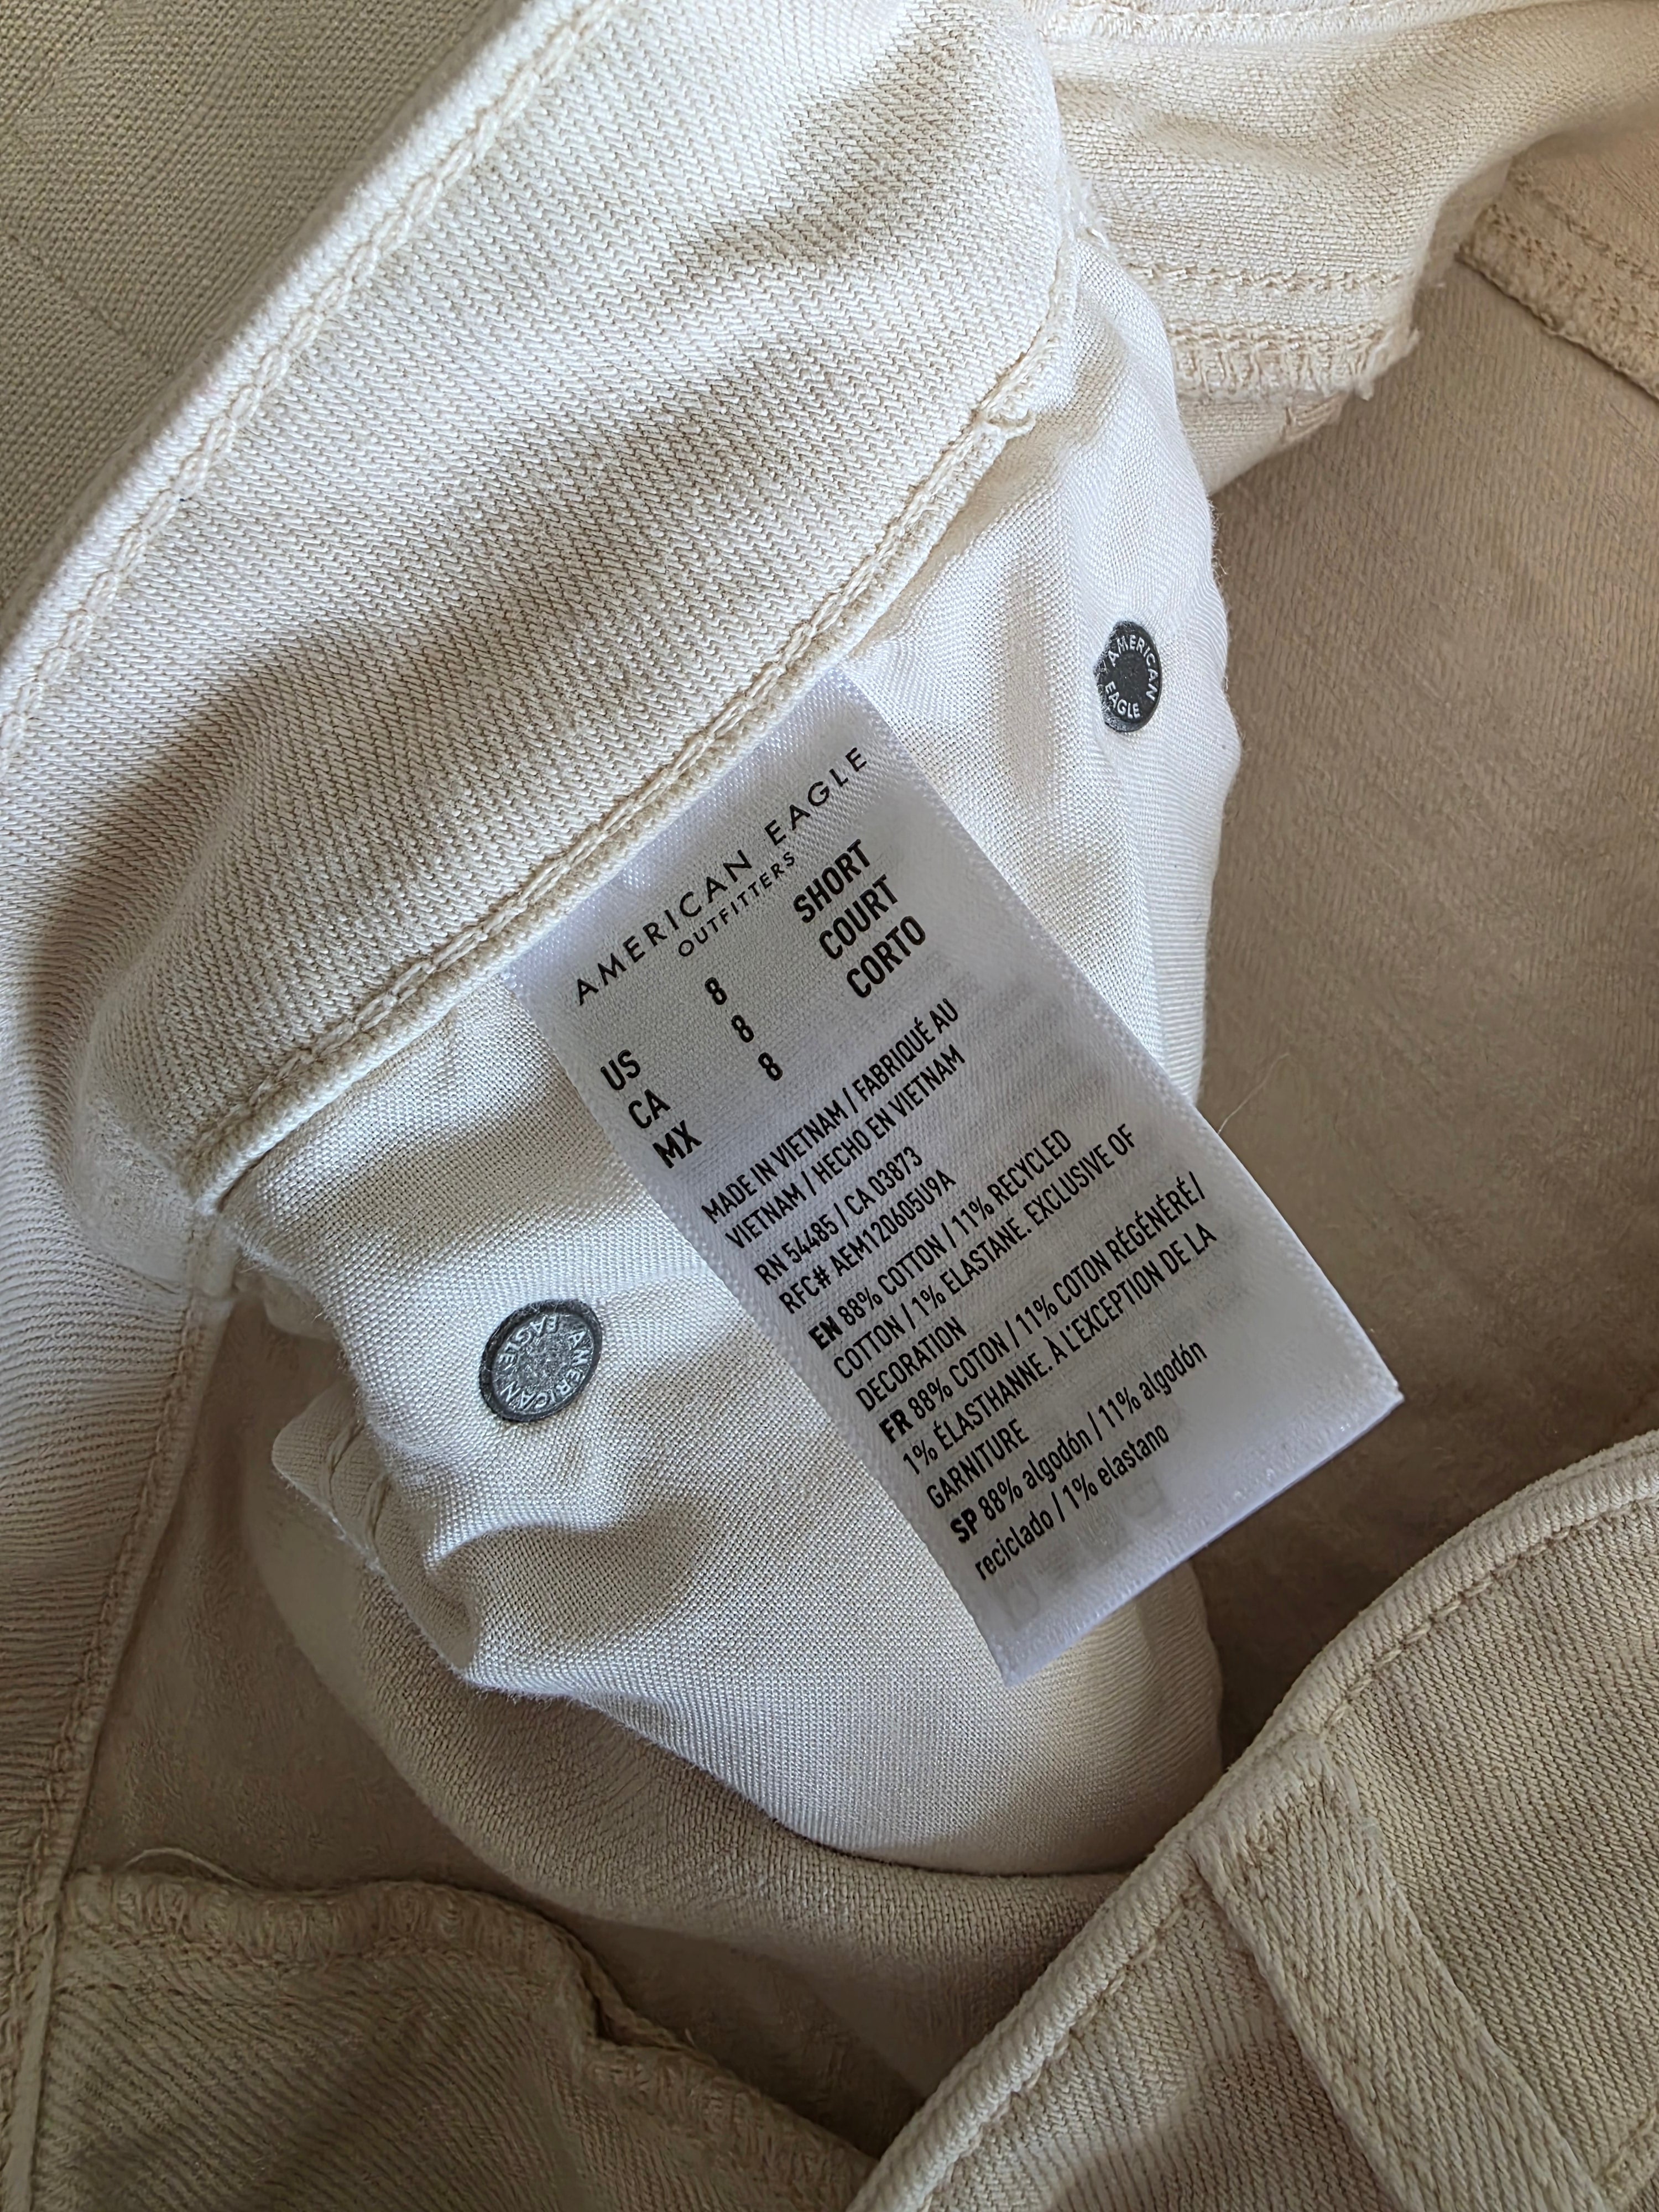 AMERICAN EAGLE
OUTFITTERS
US 8 SHORT
CA 8 COURT
MX 8 CORTO
MADE IN VIETNAM / FABRIQUÉ AU
VIETNAM / HECHO EN VIETNAM
RN 54485 / CA 03873
RFC# AEM120605U9A
EN 88% COTTON / 11% RECYCLED
COTTON / 1% ELASTANE. EXCLUSIVE OF
DECORATION
FR 88% COTON / 11% COTON RÉGÉNÉRÉ /
1% ÉLASTHANNE. À L'EXCEPTION DE LA
GARNITURE
SP 88% algodón / 11% algodón
reciclado / 1% elastano
AMERICAN
EAGLE
AMERICAN
EAGLE